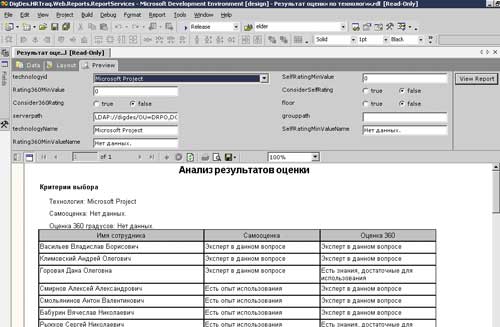 DigDes.HRTraq.Web.Reports.ReportServices - Microsoft Development Environment [design] - Результат оценки по технологии.rdl [Read-Only]
File Edit View Project Build Debug Format Report Tools Window Help
Release elder
Solid 1pt Black
Результат оце...l [Read-Only]
Fields
Data Layout Preview
technologyid Microsoft Project SelfRatingMinValue 0 View Report
Rating360MinValue 0 ConsiderSelfRating true false
Consider360Rating true false floor true false
serverpath LDAP://digdes/OU=DRPO,DC grouppath
technologyName Microsoft Project SelfRatingMinValueName Нет данных.
Rating360MinValueName Нет данных.
1 of 1 100%
Анализ результатов оценки
Критерии выбора
Технология: Microsoft Project
Самооценка: Нет данных.
Оценка 360 градусов: Нет данных.
Имя сотрудника Самооценка Оценка 360
Васильев Владислав Борисович Эксперт в данном вопросе Эксперт в данном вопросе
Климовский Андрей Олегович Эксперт в данном вопросе Эксперт в данном вопросе
Горовая Дана Олеговна Эксперт в данном вопросе Есть знания, достаточные для
использования
Смирнов Алексей Александрович Есть опыт использования Эксперт в данном вопросе
Смольянинов Антон Валентинович Есть опыт использования Эксперт в данном вопросе
Бабурин Вячеслав Николаевич Есть опыт использования Эксперт в данном вопросе
Рыжков Сергей Николаевич Есть опыт использования Есть знания, достаточные для